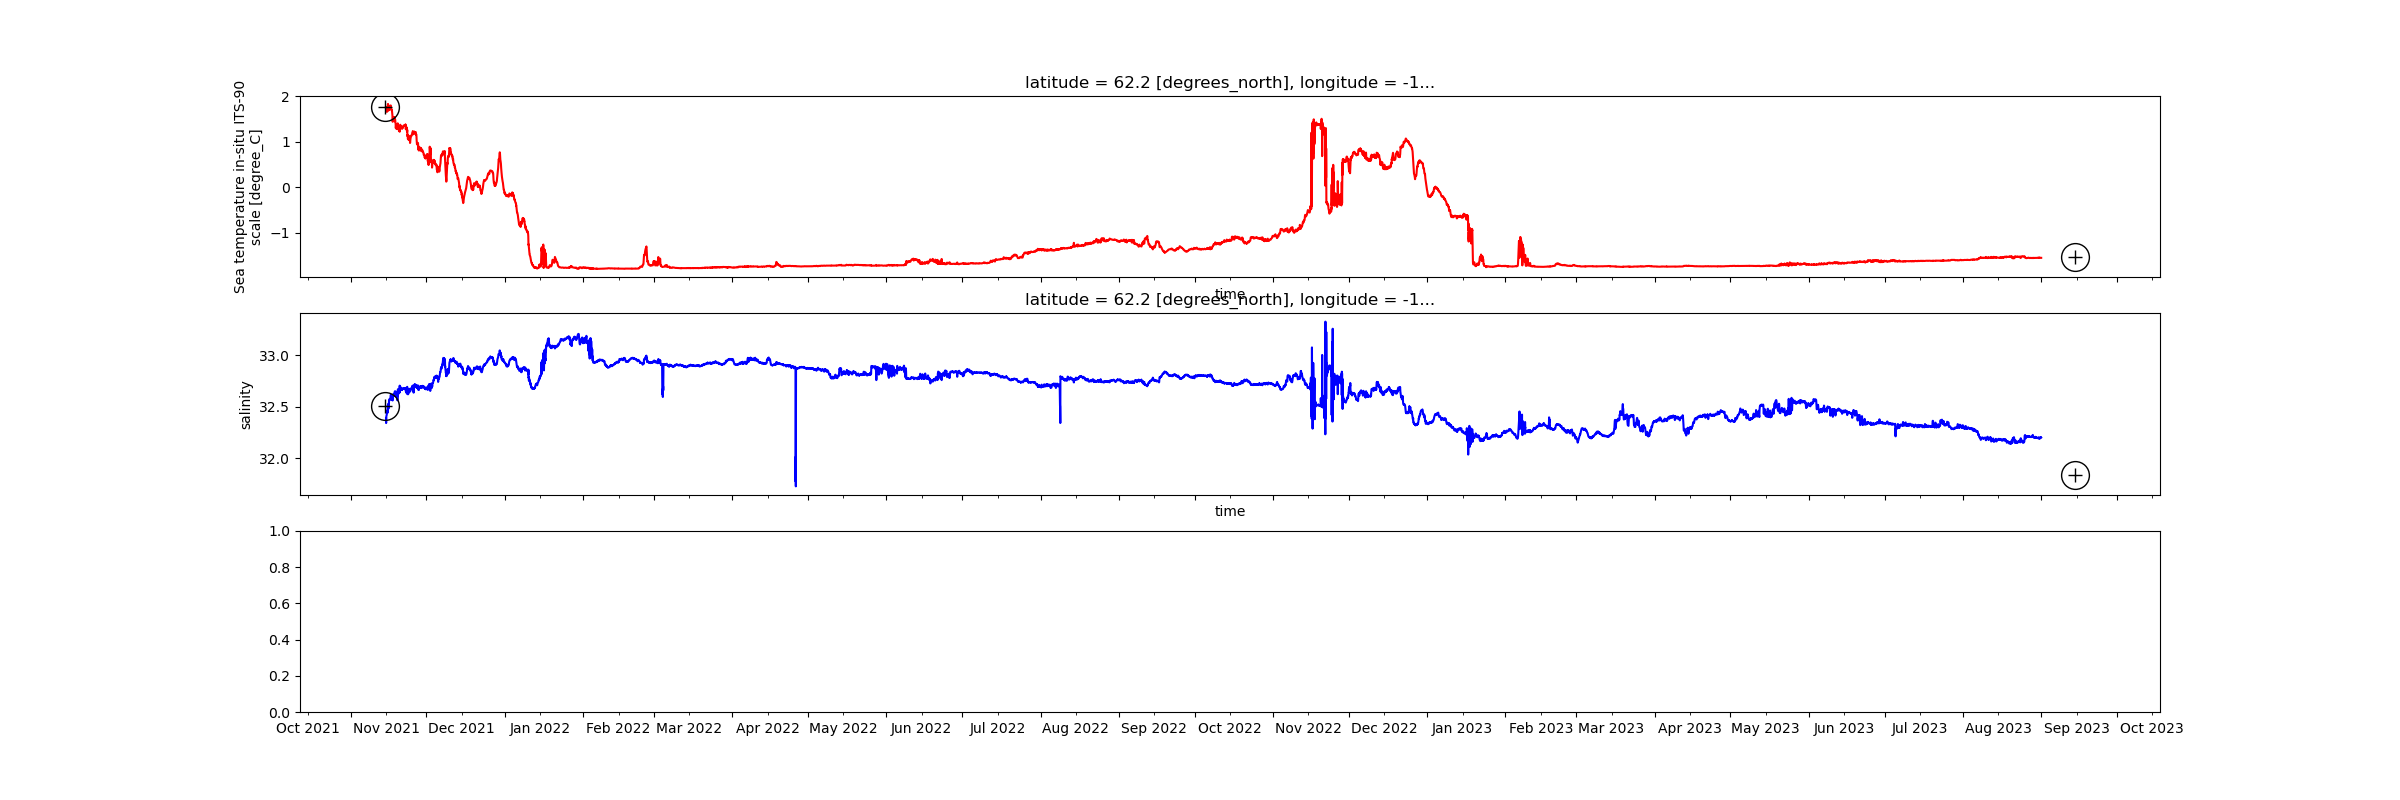 latitude = 62.2 [degrees_north], longitude = -1...
Sea temperature in-situ ITS-90
scale [degree_C]
2
1
0
−1
time
latitude = 62.2 [degrees_north], longitude = -1...
salinity
33.0
32.5
32.0
time
1.0
0.8
0.6
0.4
0.2
0.0
Oct 2021 Nov 2021 Dec 2021 Jan 2022 Feb 2022 Mar 2022 Apr 2022 May 2022 Jun 2022 Jul 2022 Aug 2022 Sep 2022 Oct 2022 Nov 2022 Dec 2022 Jan 2023 Feb 2023 Mar 2023 Apr 2023 May 2023 Jun 2023 Jul 2023 Aug 2023 Sep 2023 Oct 2023